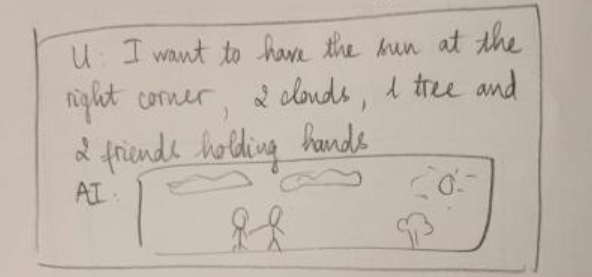 U: I want to have the sun at the
right corner, 2 clouds, 1 tree and
2 friends holding hands
AI: